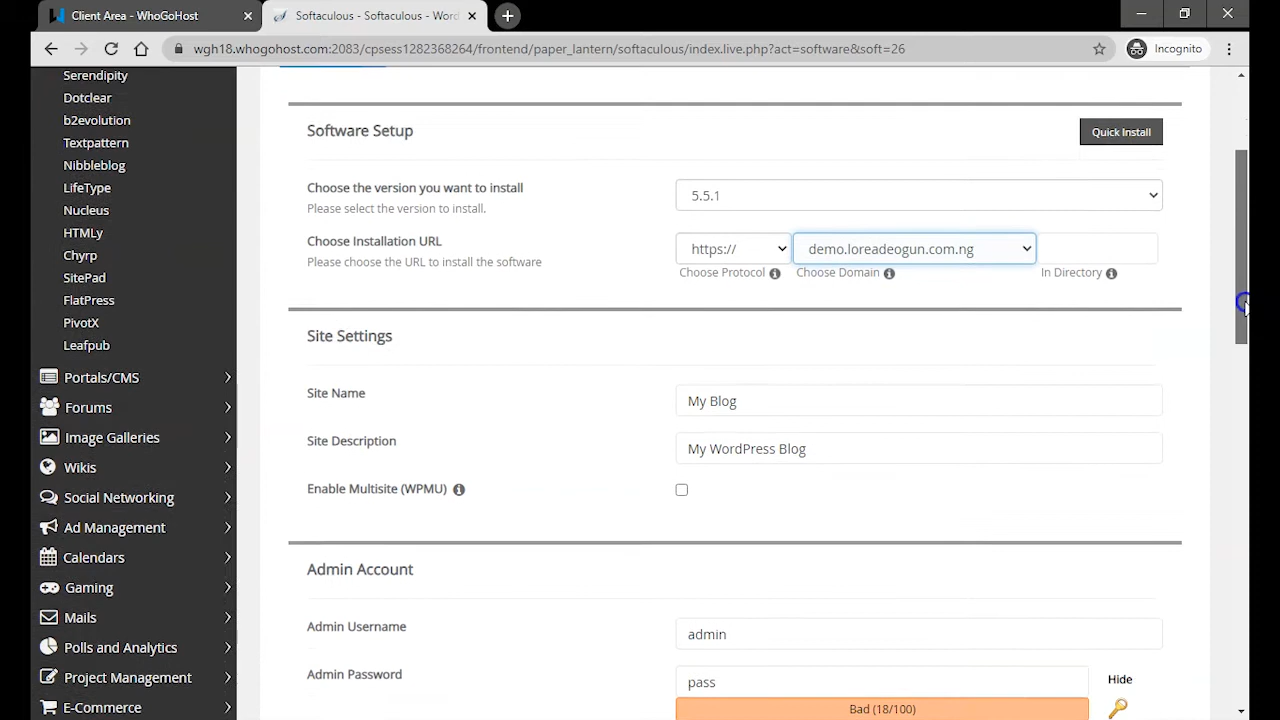 Client Area - WhoGoHost
Softaculous - Softaculous - Word
wgh18.whogohost.com:2083/cpsess1282368264/frontend/paper_lantern/softaculous/index.live.php?act=software&soft=26
Incognito
Serendipity
Dotclear
b2evolution
Textpattern
Nibbleblog
LifeType
Nucleus
HTMLy
Chyrp
SitePad
FlatPress
PivotX
Leafpub
Portals/CMS
Forums
Image Galleries
Wikis
Social Networking
Ad Management
Calendars
Gaming
Mails
Polls and Analytics
Project Management
E-Commerce
Software Setup
Quick Install
Choose the version you want to install
Please select the version to install.
5.5.1
Choose Installation URL
Please choose the URL to install the software
https://
demo.loreadeogun.com.ng
Choose Protocol
Choose Domain
In Directory
Site Settings
Site Name
My Blog
Site Description
My WordPress Blog
Enable Multisite (WPMU)
Admin Account
Admin Username
admin
Admin Password
pass
Hide
Bad (18/100)